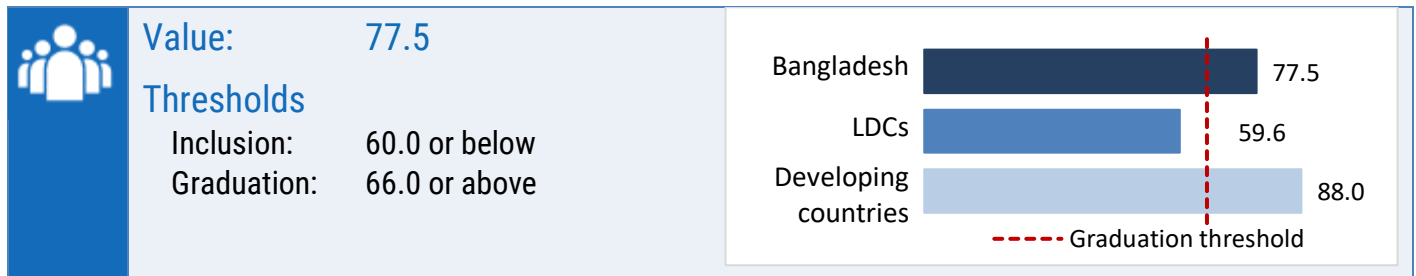 Value: 77.5
Thresholds
Inclusion: 60.0 or below
Graduation: 66.0 or above
Bangladesh 77.5
LDCs 59.6
Developing
countries 88.0
Graduation threshold